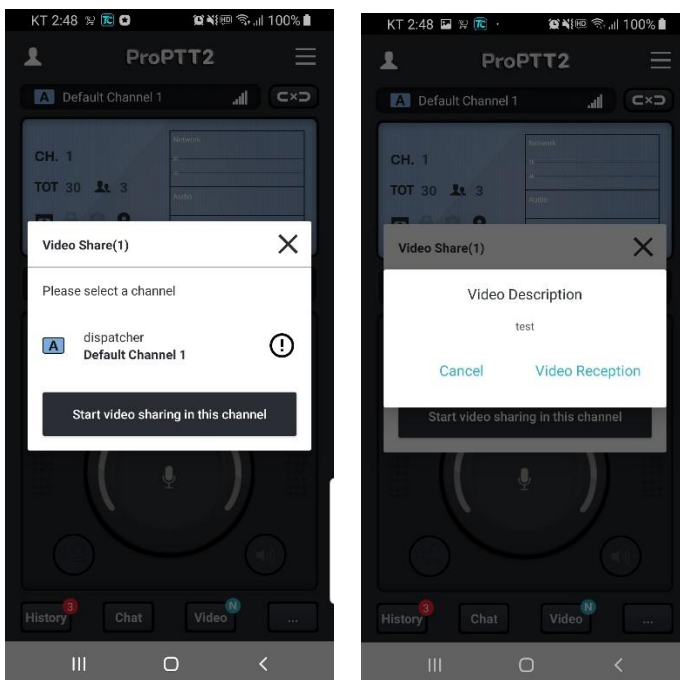 KT 2:48
100%
ProPTT2
A Default Channel 1
Network
CH. 1
TOT 30 3
Audio
Video Share(1)
Please select a channel
A dispatcher
Default Channel 1
Start video sharing in this channel
History 3
Chat
Video N
...
KT 2:48
100%
ProPTT2
A Default Channel 1
Network
CH. 1
TOT 30 3
Audio
Video Share(1)
Video Description
test
Cancel Video Reception
Start video sharing in this channel
History 3
Chat
Video N
...